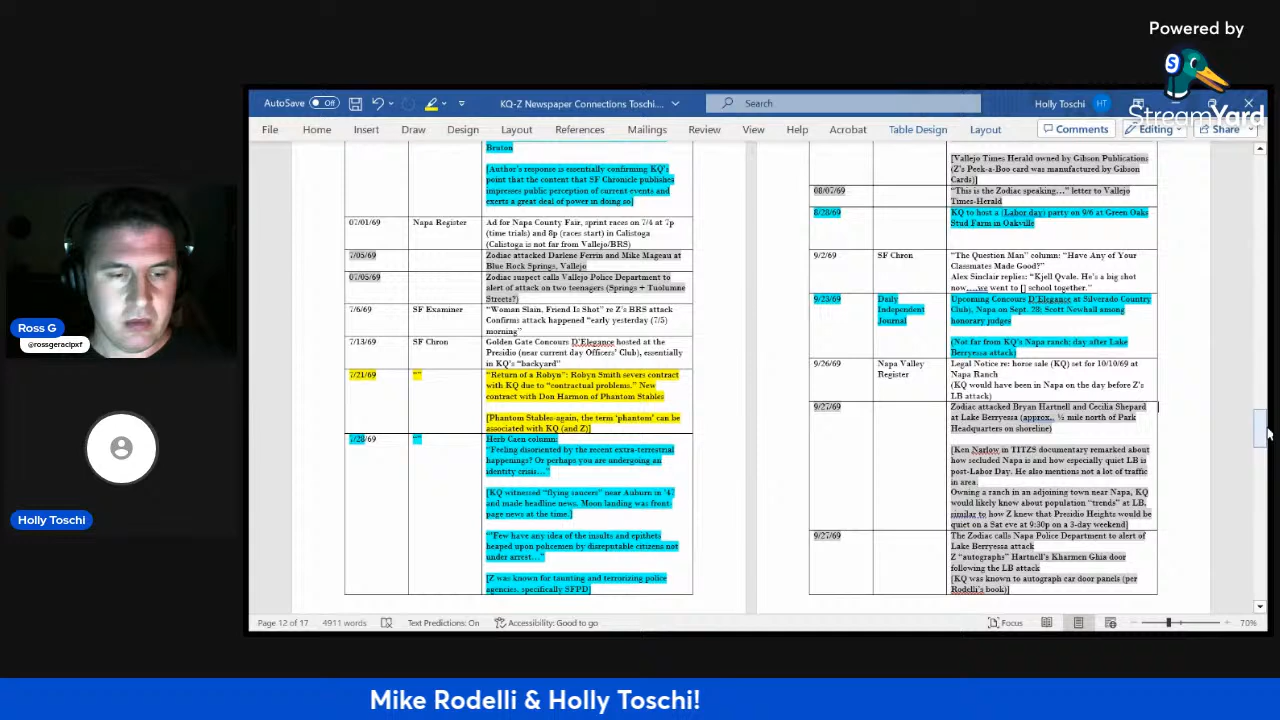 Powered by
StreamYard
AutoSave Off
KQ-Z Newspaper Connections Toschi....
Search
Holly Toschi HT
File Home Insert Draw Design Layout References Mailings Review View Help Acrobat Table Design Layout
Comments Editing Share
Bruton
[Author's response is essentially confirming KQ's
point that the content that SF Chronicle publishes
impresses public perception of current events and
exerts a great deal of power in doing so]
07/01/69 Napa Register Ad for Napa County Fair, sprint races on 7/4 at 7p
(time trials) and 8p (races start) in Calistoga
(Calistoga is not far from Vallejo/BRS)
7/05/69 Zodiac attacked Darlene Ferrin and Mike Mageau at
Blue Rock Springs, Vallejo
07/05/69 Zodiac suspect calls Vallejo Police Department to
alert of attack on two teenagers (Springs + Tuolumne
Streets?)
7/6/69 SF Examiner "Woman Slain, Friend Is Shot" re Z's BRS attack
Confirms attack happened "early yesterday (7/5)
morning"
7/13/69 SF Chron Golden Gate Concours D'Elegance hosted at the
Presidio (near current day Officers' Club), essentially
in KQ's "backyard"
7/21/69 "" "Return of a Robyn": Robyn Smith severs contract
with KQ due to "contractual problems." New
contract with Don Harmon of Phantom Stables
[Phantom Stables-again, the term 'phantom' can be
associated with KQ (and Z)]
7/28/69 "" Herb Caen column:
"Feeling disoriented by the recent extra-terrestrial
happenings? Or perhaps you are undergoing an
identity crisis..."
[KQ witnessed "flying saucers" near Auburn in '47
and made headline news. Moon landing was front-
page news at the time.]
"Few have any idea of the insults and epithets
heaped upon policemen by disreputable citizens not
under arrest..."
[Z was known for taunting and terrorizing police
agencies, specifically SFPD]
[Vallejo Times Herald owned by Gibson Publications
(Z's Peek-a-Boo card was manufactured by Gibson
Cards)]
08/07/69 "This is the Zodiac speaking..." letter to Vallejo
Times-Herald
8/28/69 KQ to host a (Labor day) party on 9/6 at Green Oaks
Stud Farm in Oakville
9/2/69 SF Chron "The Question Man" column: "Have Any of Your
Classmates Made Good?"
Alex Sinclair replies: "Kjell Qvale. He's a big shot
now....we went to [] school together."
9/23/69 Daily Independent Journal Upcoming Concours D'Elegance at Silverado Country
Club), Napa on Sept. 28; Scott Newhall among
honorary judges
(Not far from KQ's Napa ranch; day after Lake
Berryessa attack)
9/26/69 Napa Valley Register Legal Notice re: horse sale (KQ) set for 10/10/69 at
Napa Ranch
(KQ would have been in Napa on the day before Z's
LB attack)
9/27/69 Zodiac attacked Bryan Hartnell and Cecilia Shepard
at Lake Berryessa (approx.. ½ mile north of Park
Headquarters on shoreline)
[Ken Narlow in TITZS documentary remarked about
how secluded Napa is and how especially quiet LB is
post-Labor Day. He also mentions not a lot of traffic
in area.
Owning a ranch in an adjoining town near Napa, KQ
would likely know about population "trends" at LB,
similar to how Z knew that Presidio Heights would be
quiet on a Sat eve at 9:30p on a 3-day weekend]
9/27/69 The Zodiac calls Napa Police Department to alert of
Lake Berryessa attack
Z "autographs" Hartnell's Kharmen Ghia door
following the LB attack
[KQ was known to autograph car door panels (per
Rodelli's book)]
Page 12 of 17 4911 words Text Predictions: On Accessibility: Good to go Focus 70%
Ross G
@rossgeracipxf
Holly Toschi
Mike Rodelli & Holly Toschi!